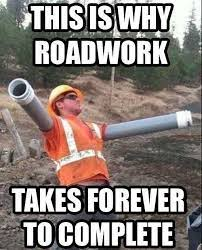 THIS IS WHY
ROADWORK
TAKES FOREVER
TO COMPLETE